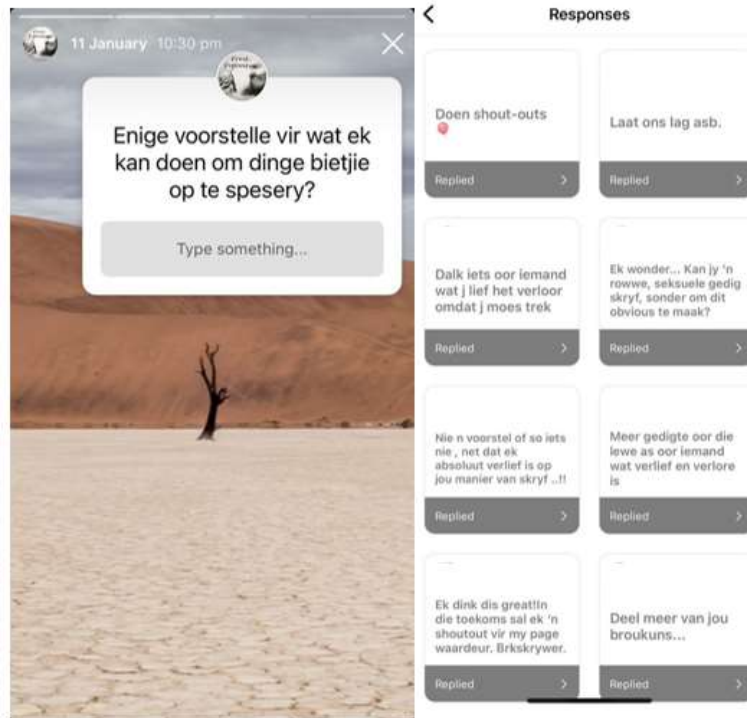 11 January 10:30 pm
Enige voorstelle vir wat ek
kan doen om dinge bietjie
op te spesery?
Type something...
Responses
Doen shout-outs
🎈
Replied
Laat ons lag asb.
Replied
Dalk iets oor iemand
wat j lief het verloor
omdat j moes trek
Replied
Ek wonder... Kan jy 'n
rowwe, seksuele gedig
skryf, sonder om dit
obvious te maak?
Replied
Nie n voorstel of so iets
nie , net dat ek
absoluut verlief is op
jou manier van skryf ..!!
Replied
Meer gedigte oor die
lewe as oor iemand
wat verlief en verlore
is
Replied
Ek dink dis great!In
die toekoms sal ek 'n
shoutout vir my page
waardeur. Brkskrywer.
Replied
Deel meer van jou
broukuns...
Replied